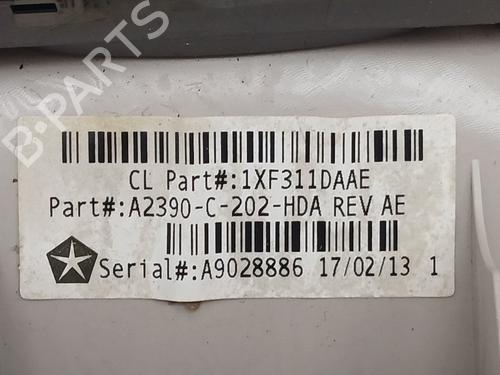 B-PARTS
CL Part#:1XF311DAAE
Part#:A2390-C-202-HDA REV AE
Serial#:A9028886 17/02/13 1